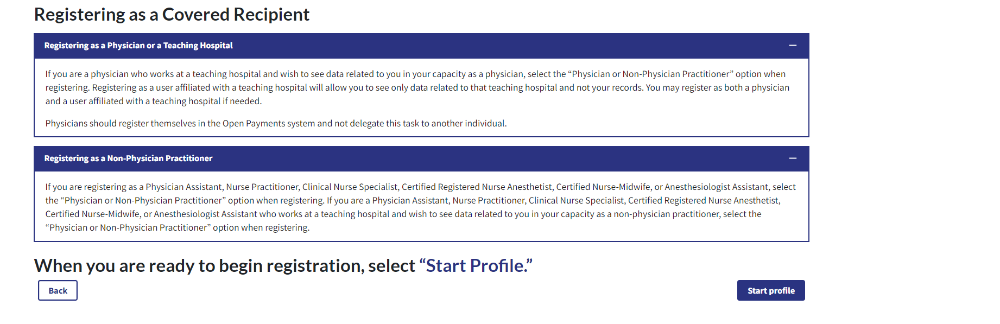 Registering as a Covered Recipient
Registering as a Physician or a Teaching Hospital
If you are a physician who works at a teaching hospital and wish to see data related to you in your capacity as a physician, select the “Physician or Non-Physician Practitioner” option when
registering. Registering as a user affiliated with a teaching hospital will allow you to see only data related to that teaching hospital and not your records. You may register as both a physician
and a user affiliated with a teaching hospital if needed.
Physicians should register themselves in the Open Payments system and not delegate this task to another individual.
Registering as a Non-Physician Practitioner
If you are registering as a Physician Assistant, Nurse Practitioner, Clinical Nurse Specialist, Certified Registered Nurse Anesthetist, Certified Nurse-Midwife, or Anesthesiologist Assistant, select
the “Physician or Non-Physician Practitioner” option when registering. If you are a Physician Assistant, Nurse Practitioner, Clinical Nurse Specialist, Certified Registered Nurse Anesthetist,
Certified Nurse-Midwife, or Anesthesiologist Assistant who works at a teaching hospital and wish to see data related to you in your capacity as a non-physician practitioner, select the
“Physician or Non-Physician Practitioner” option when registering.
When you are ready to begin registration, select “Start Profile.”
Back
Start profile